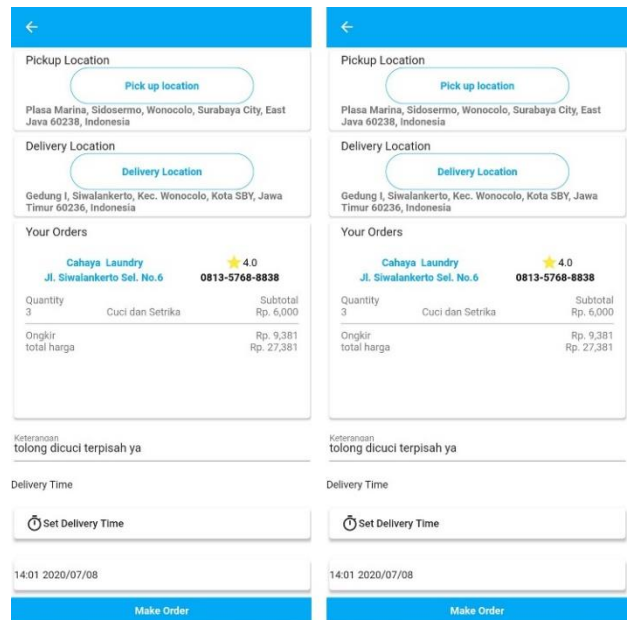 Pickup Location
Pick up location
Plasa Marina, Sidosermo, Wonocolo, Surabaya City, East
Java 60238, Indonesia
Delivery Location
Delivery Location
Gedung I, Siwalankerto, Kec. Wonocolo, Kota SBY, Jawa
Timur 60236, Indonesia
Your Orders
Cahaya Laundry 4.0
Jl. Siwalankerto Sel. No.6 0813-5768-8838
Quantity Subtotal
3 Cuci dan Setrika Rp. 6,000
Ongkir Rp. 9,381
total harga Rp. 27,381
Keterangan
tolong dicuci terpisah ya
Delivery Time
Set Delivery Time
14:01 2020/07/08
Make Order
Pickup Location
Pick up location
Plasa Marina, Sidosermo, Wonocolo, Surabaya City, East
Java 60238, Indonesia
Delivery Location
Delivery Location
Gedung I, Siwalankerto, Kec. Wonocolo, Kota SBY, Jawa
Timur 60236, Indonesia
Your Orders
Cahaya Laundry 4.0
Jl. Siwalankerto Sel. No.6 0813-5768-8838
Quantity Subtotal
3 Cuci dan Setrika Rp. 6,000
Ongkir Rp. 9,381
total harga Rp. 27,381
Keterangan
tolong dicuci terpisah ya
Delivery Time
Set Delivery Time
14:01 2020/07/08
Make Order